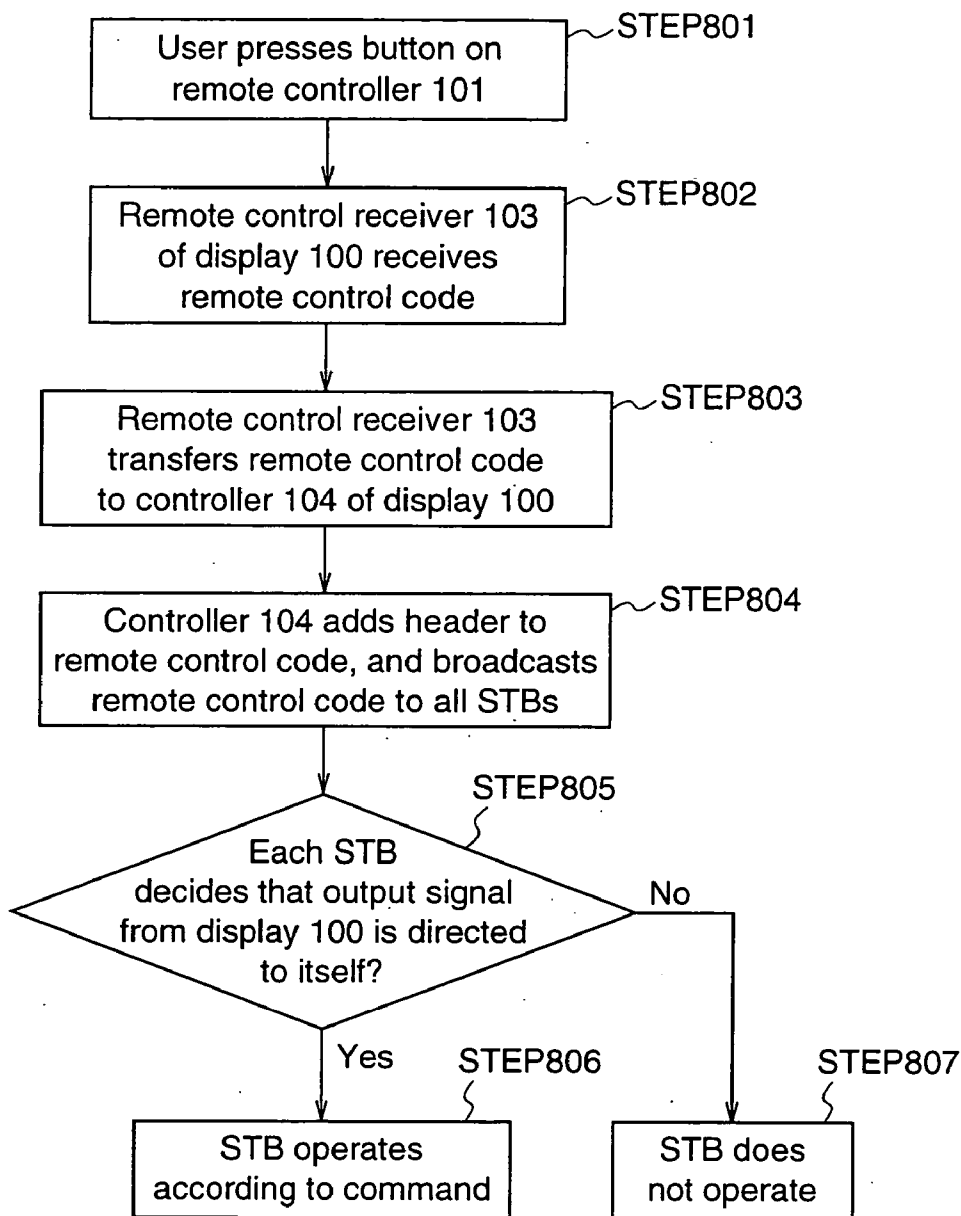 User presses button on
remote controller 101
STEP801
Remote control receiver 103
of display 100 receives
remote control code
STEP802
Remote control receiver 103
transfers remote control code
to controller 104 of display 100
STEP803
Controller 104 adds header to
remote control code, and broadcasts
remote control code to all STBs
STEP804
STEP805
Each STB
decides that output signal
from display 100 is directed
to itself?
No
Yes
STEP806
STB operates
according to command
STEP807
STB does
not operate